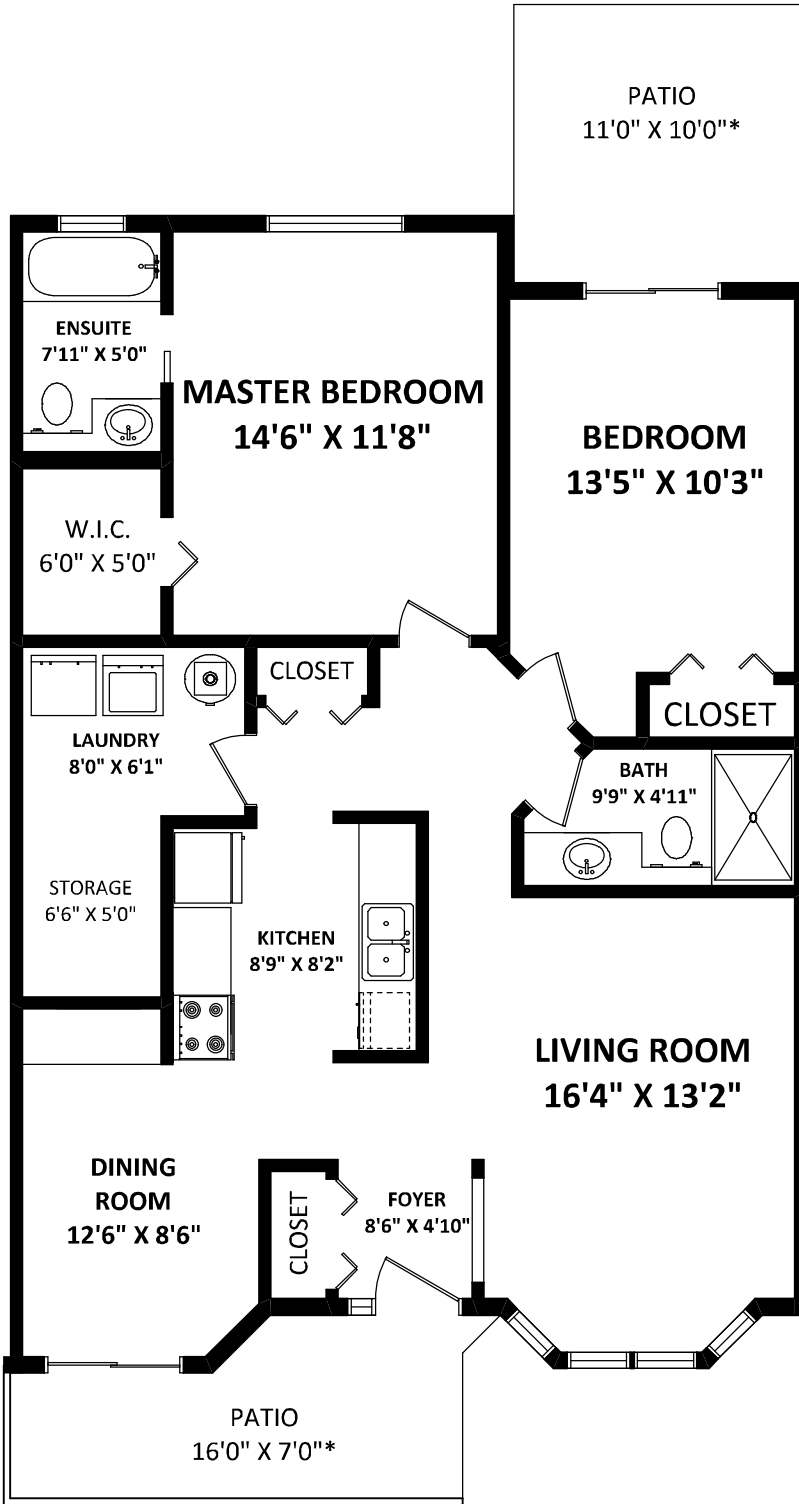 PATIO
11'0" X 10'0"*
ENSUITE
7'11" X 5'0"
MASTER BEDROOM
14'6" X 11'8"
BEDROOM
13'5" X 10'3"
W.I.C.
6'0" X 5'0"
CLOSET
CLOSET
LAUNDRY
8'0" X 6'1"
BATH
9'9" X 4'11"
STORAGE
6'6" X 5'0"
KITCHEN
8'9" X 8'2"
LIVING ROOM
16'4" X 13'2"
DINING
ROOM
12'6" X 8'6"
CLOSET
FOYER
8'6" X 4'10"
PATIO
16'0" X 7'0"*